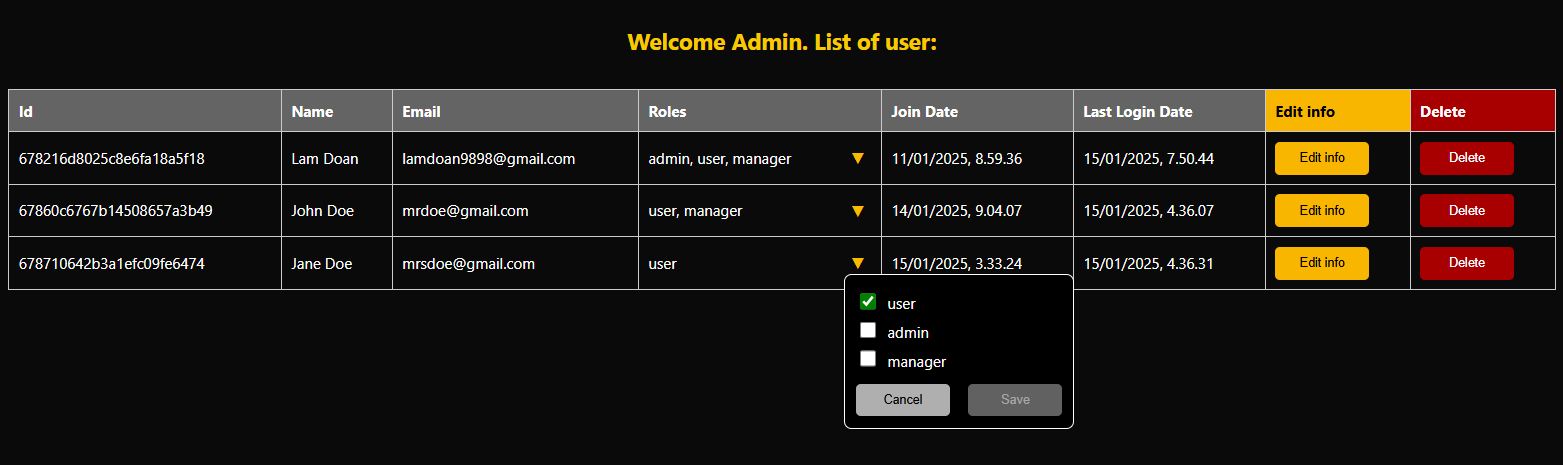 Welcome Admin. List of user:
Id Name Email Roles Join Date Last Login Date Edit info Delete
678216d8025c8e6fa18a5f18 Lam Doan lamdoan9898@gmail.com admin, user, manager ▼ 11/01/2025, 8.59.36 15/01/2025, 7.50.44 Edit info Delete
67860c6767b14508657a3b49 John Doe mrdoe@gmail.com user, manager ▼ 14/01/2025, 9.04.07 15/01/2025, 4.36.07 Edit info Delete
678710642b3a1efc09fe6474 Jane Doe mrsdoe@gmail.com user ▼ 15/01/2025, 3.33.24 15/01/2025, 4.36.31 Edit info Delete
user
admin
manager
Cancel Save